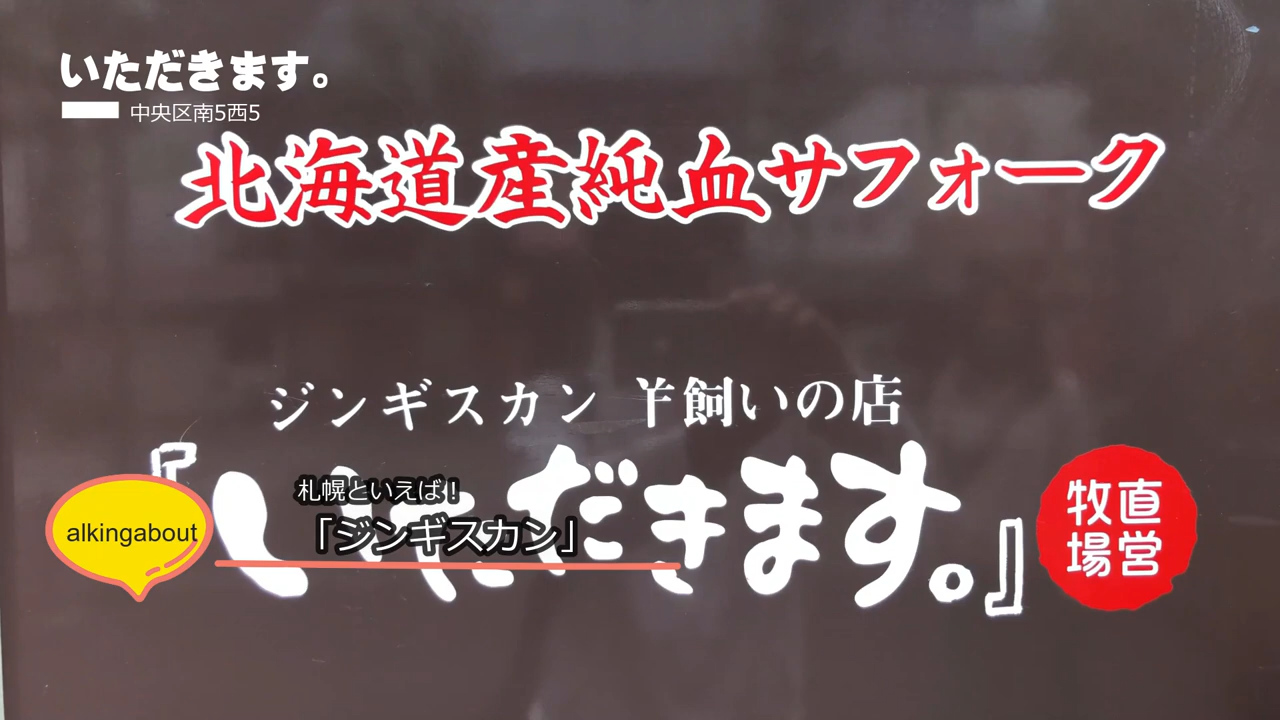 いただきます。
中央区南5西5
北海道産純血サフォーク
ジンギスカン 羊飼いの店
『いただきます。』
直営
牧場
札幌といえば!
「ジンギスカン」
alkingabout